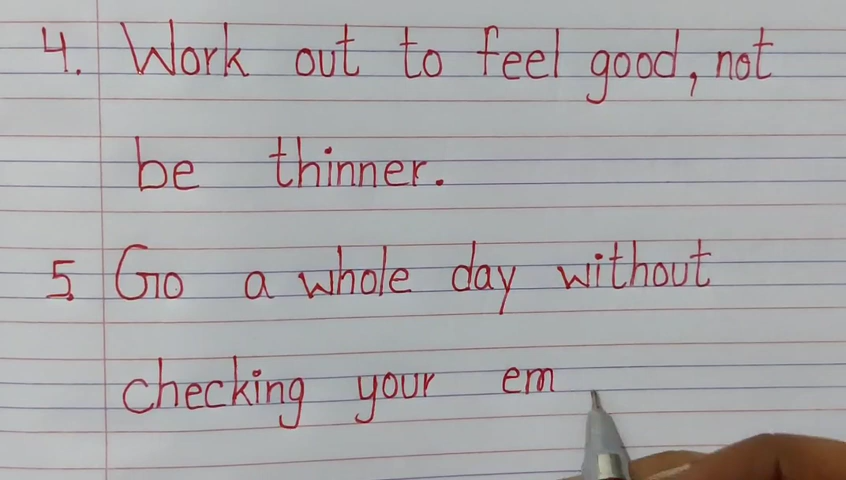 4. Work out to feel good, not
be thinner.
5. Go a whole day without
checking your em